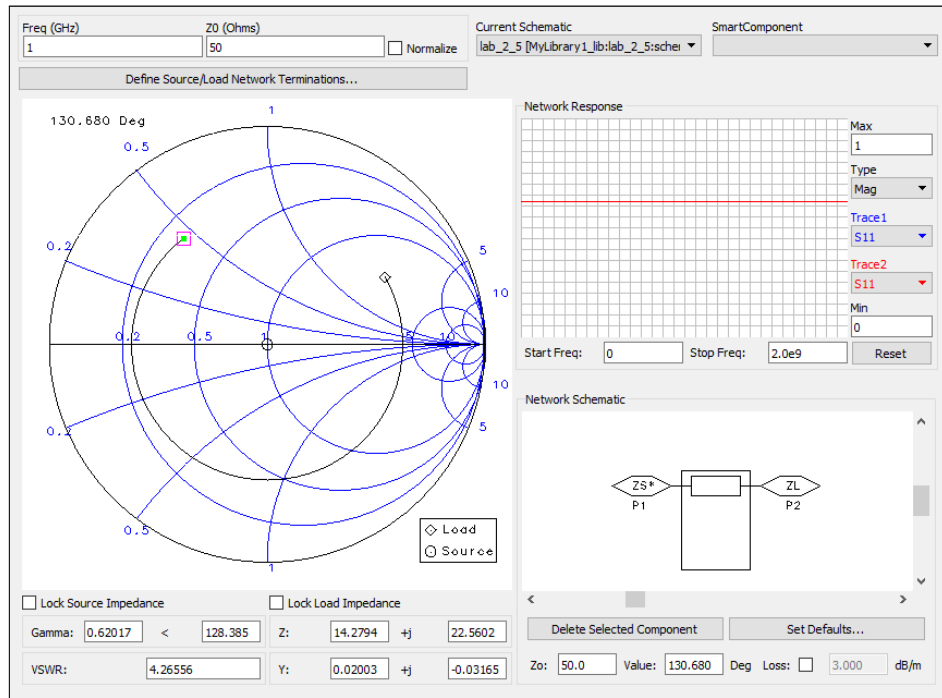 Freq (GHz) Z0 (Ohms) Current Schematic SmartComponent
1 50 Normalize lab_2_5 [MyLibrary1_lib:lab_2_5:scher
Define Source/Load Network Terminations...
130.680 Deg
1
0.5 0.5
0.2 5
10
0.2 0.5 1 5 10
10
0.2 5
0.5
1
Load
Source
Network Response
Max
1
Type
Mag
Trace1
S11
Trace2
S11
Min
0
Start Freq: 0 Stop Freq: 2.0e9 Reset
Network Schematic
ZS* ZL
P1 P2
Lock Source Impedance Lock Load Impedance
Gamma: 0.62017 < 128.385 Z: 14.2794 +j 22.5602
VSWR: 4.26556 Y: 0.02003 +j -0.03165
Delete Selected Component Set Defaults...
Zo: 50.0 Value: 130.680 Deg Loss: 3.000 dB/m